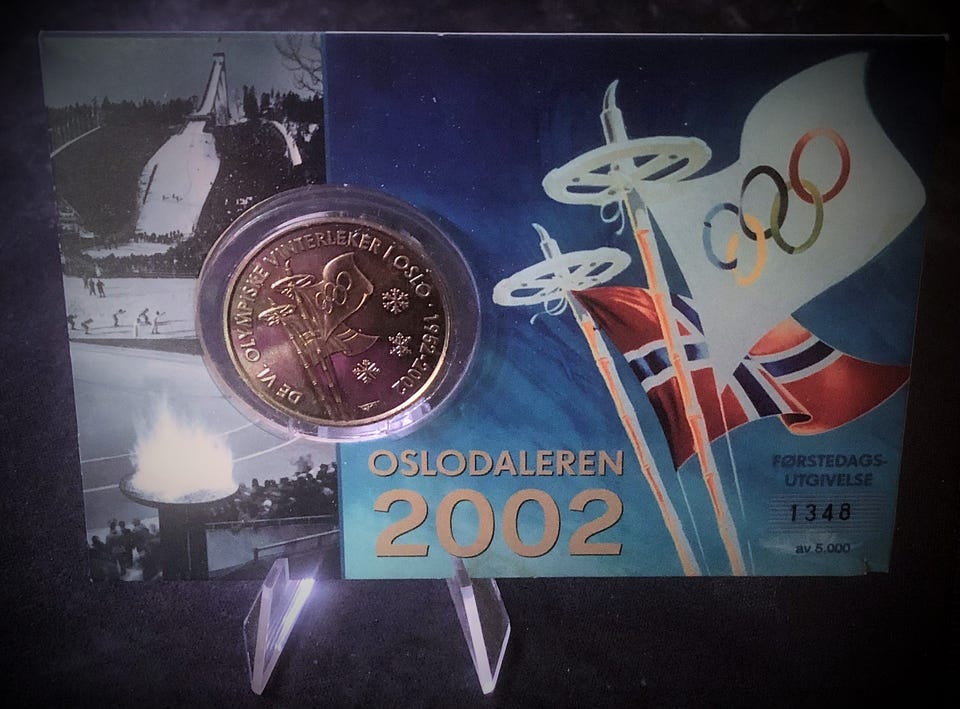 DE VI. OLYMPISKE VINTERLEKER I OSLO · 1952-2002
OSLODALEREN
2002
FØRSTEDAGS-
UTGIVELSE
1348
av 5.000